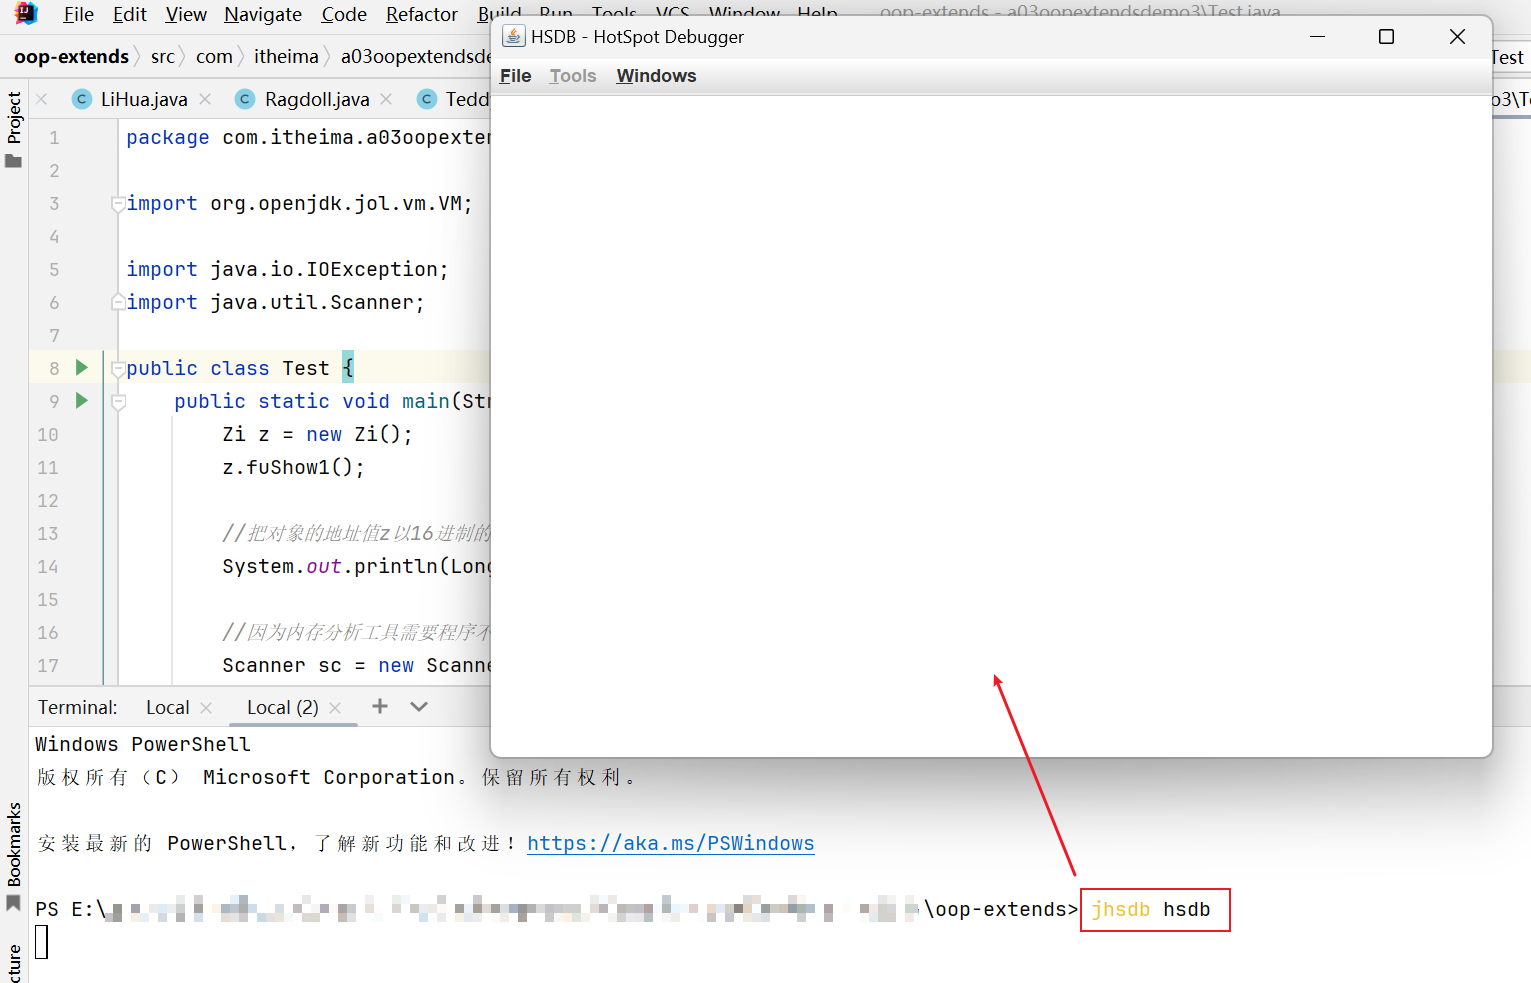 File Edit View Navigate Code Refactor Build Run Tools VCS Window Help oop-extends - a03oopextendsdemo3\Test.java
HSDB - HotSpot Debugger
File Tools Windows
oop-extends src com itheima a03oopextendsde
Test
LiHua.java Ragdoll.java Tedd
o3\Te
Project
1 package com.itheima.a03oopexten
2
3 import org.openjdk.jol.vm.VM;
4
5 import java.io.IOException;
6 import java.util.Scanner;
7
8 public class Test {
9 public static void main(Str
10 Zi z = new Zi();
11 z.fuShow1();
12
13 //把对象的地址值z以16进制的
14 System.out.println(Long
15
16 //因为内存分析工具需要程序不
17 Scanner sc = new Scanne
Terminal: Local Local (2)
Windows PowerShell
版权所有（C） Microsoft Corporation。保留所有权利。
安装最新的 PowerShell，了解新功能和改进！https://aka.ms/PSWindows
Bookmarks
PS E:\ \oop-extends> jhsdb hsdb
cture